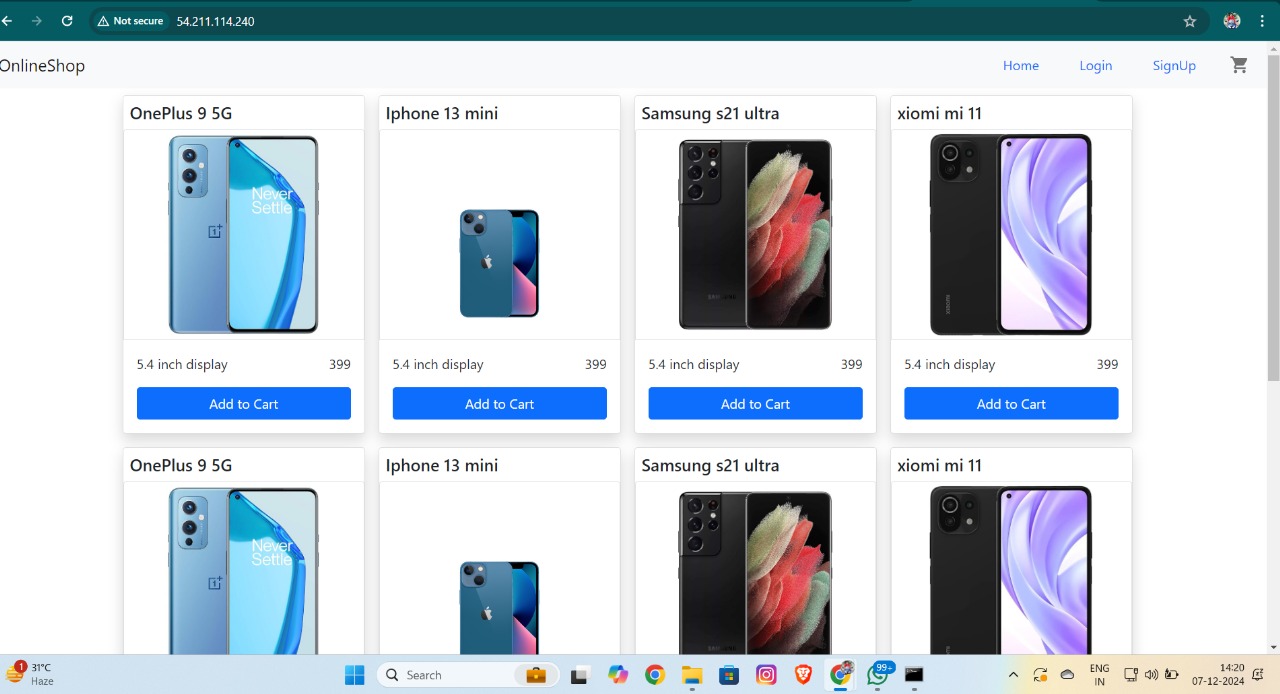 Not secure 54.211.114.240
OnlineShop Home Login SignUp
OnePlus 9 5G Iphone 13 mini Samsung s21 ultra xiomi mi 11
Never
Settle
SAMSUNG
XIAOMI
5.4 inch display 399 5.4 inch display 399 5.4 inch display 399 5.4 inch display 399
Add to Cart Add to Cart Add to Cart Add to Cart
OnePlus 9 5G Iphone 13 mini Samsung s21 ultra xiomi mi 11
Never
Settle
1 31°C
Haze
Search
99+
ENG
IN
14:20
07-12-2024